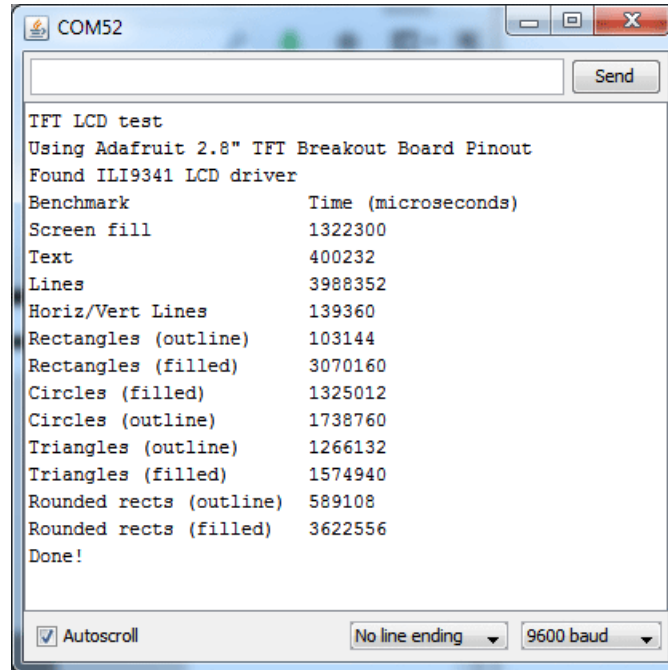 COM52
Send
TFT LCD test
Using Adafruit 2.8" TFT Breakout Board Pinout
Found ILI9341 LCD driver
Benchmark Time (microseconds)
Screen fill 1322300
Text 400232
Lines 3988352
Horiz/Vert Lines 139360
Rectangles (outline) 103144
Rectangles (filled) 3070160
Circles (filled) 1325012
Circles (outline) 1738760
Triangles (outline) 1266132
Triangles (filled) 1574940
Rounded rects (outline) 589108
Rounded rects (filled) 3622556
Done!
Autoscroll No line ending 9600 baud